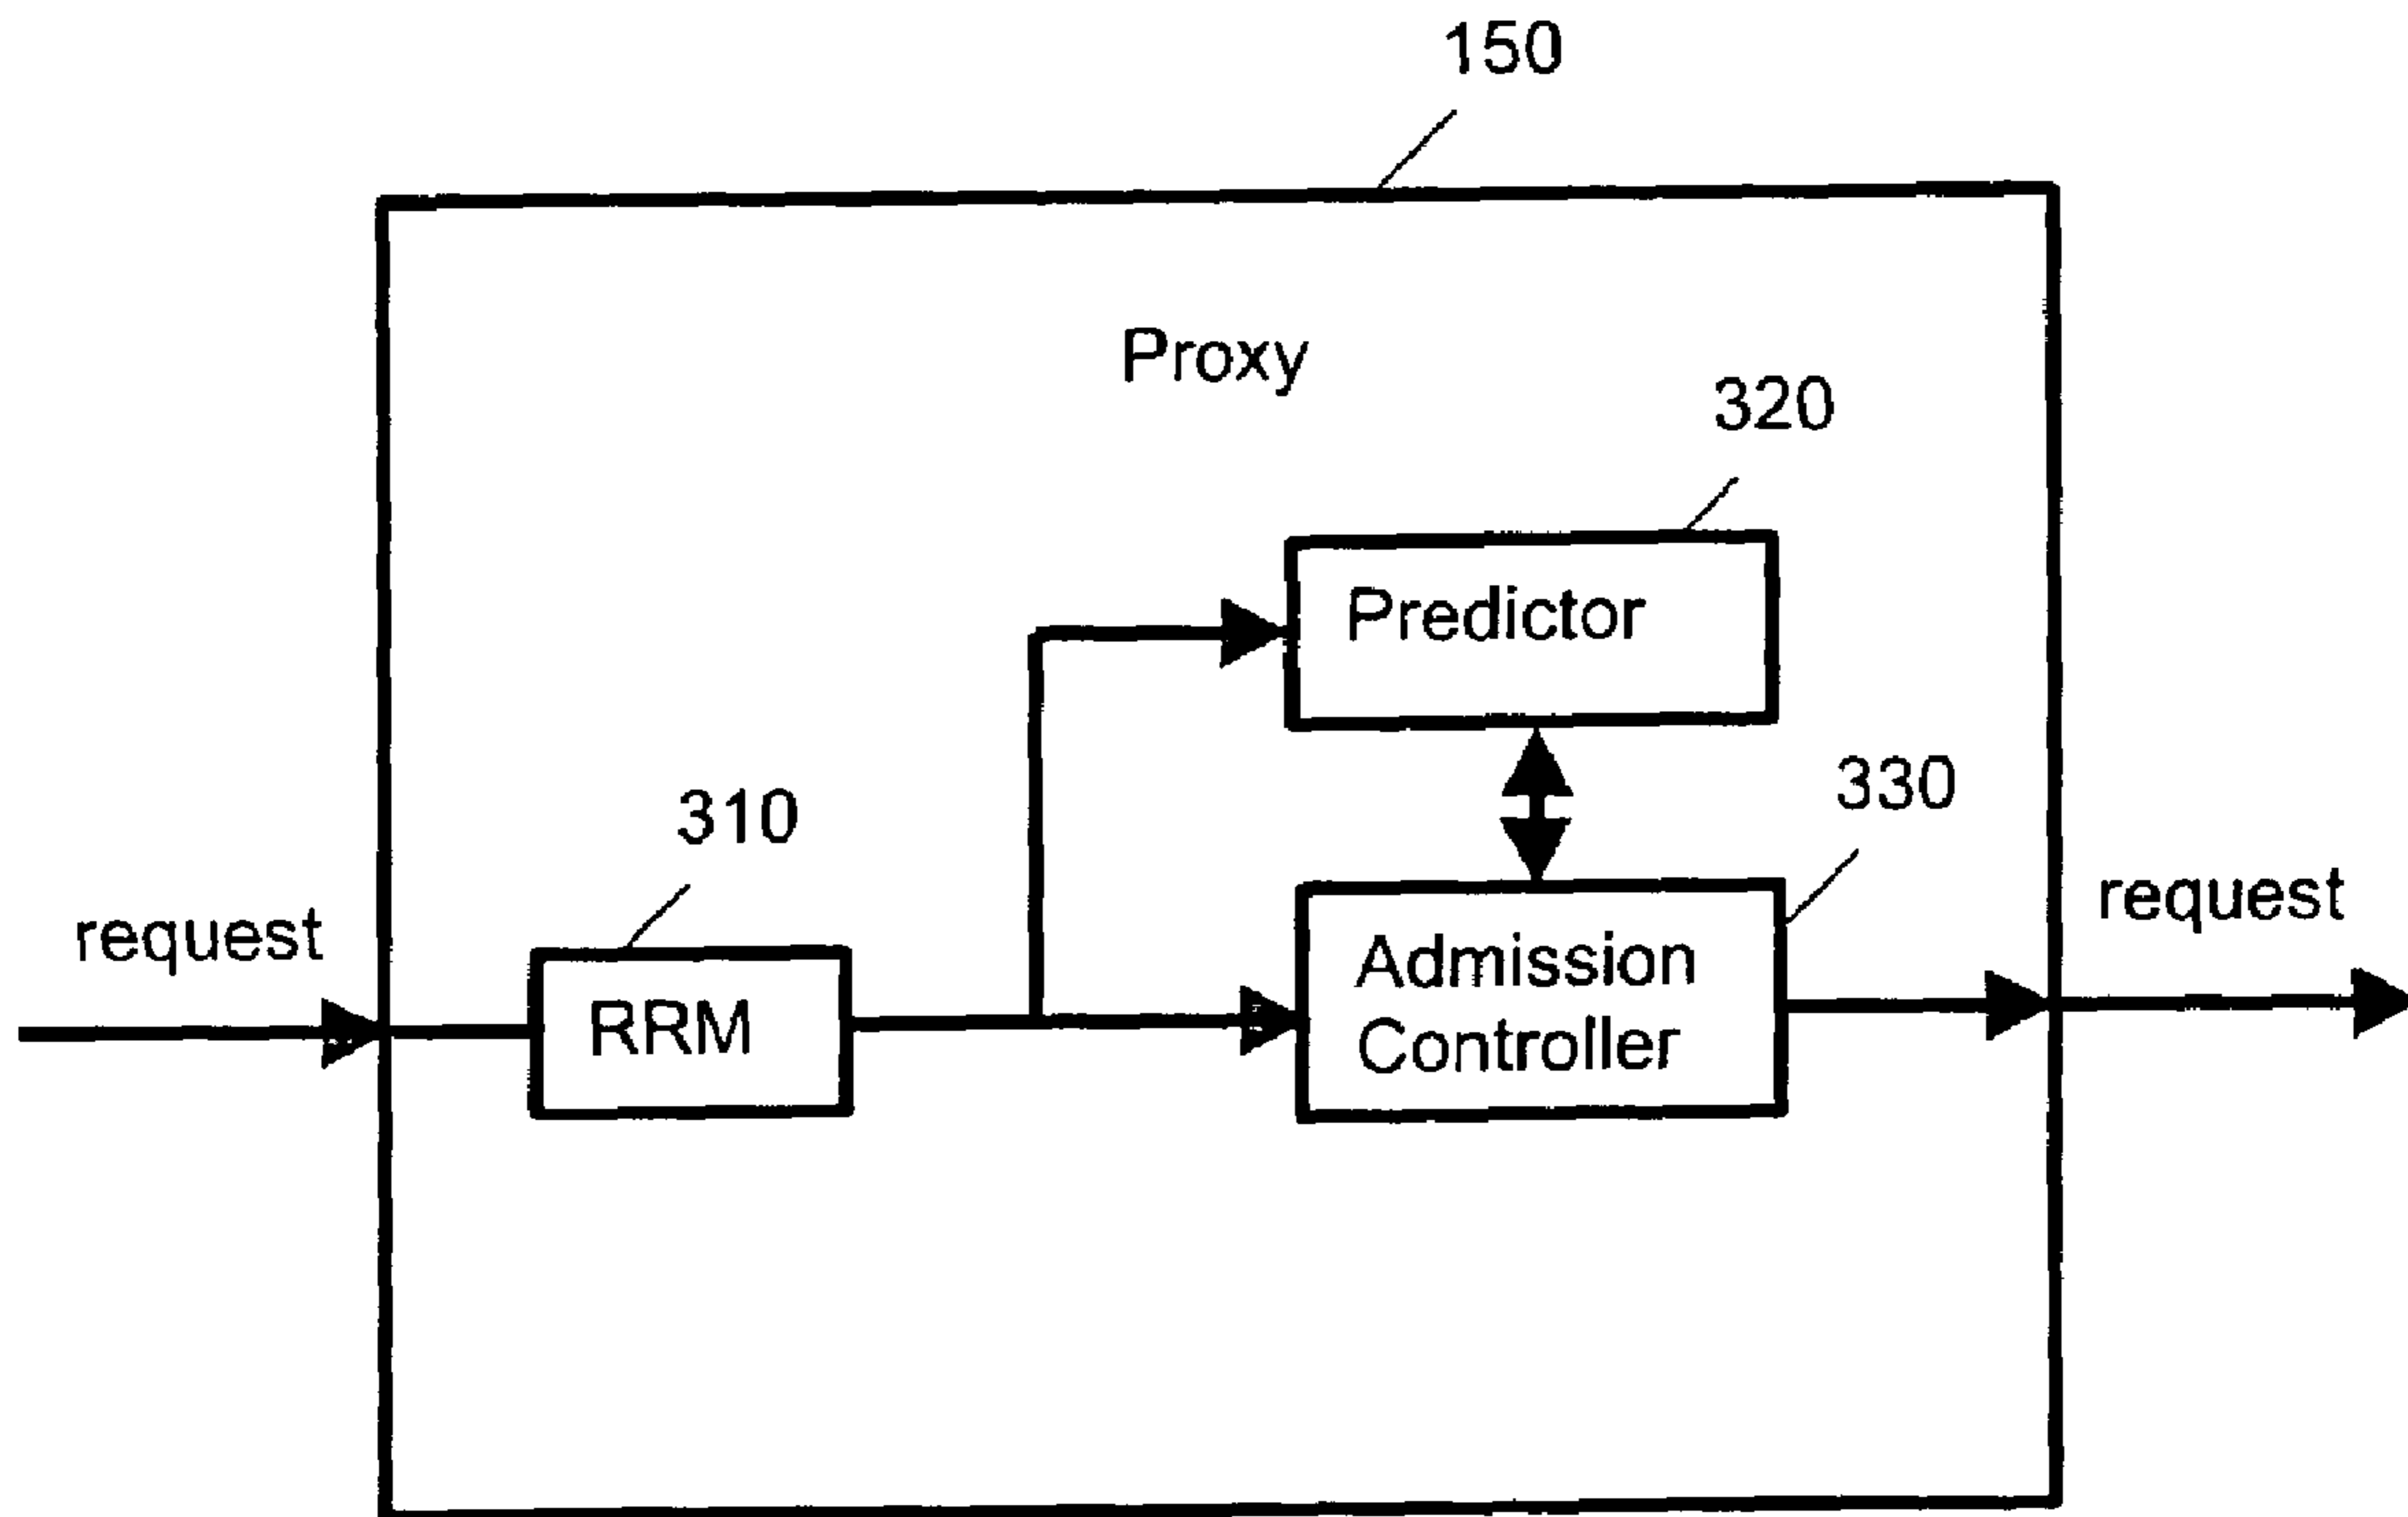 150
Proxy
320
Predictor
310
330
request
RRM
Admission
Controller
request